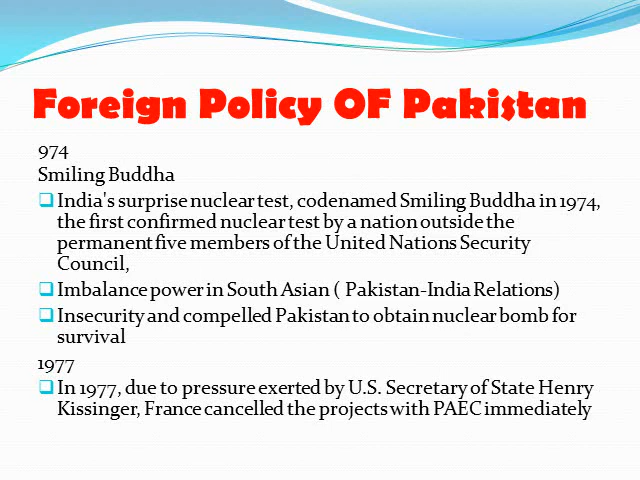 Foreign Policy OF Pakistan
974
Smiling Buddha
India's surprise nuclear test, codenamed Smiling Buddha in 1974,
the first confirmed nuclear test by a nation outside the
permanent five members of the United Nations Security
Council,
Imbalance power in South Asian ( Pakistan-India Relations)
Insecurity and compelled Pakistan to obtain nuclear bomb for
survival
1977
In 1977, due to pressure exerted by U.S. Secretary of State Henry
Kissinger, France cancelled the projects with PAEC immediately